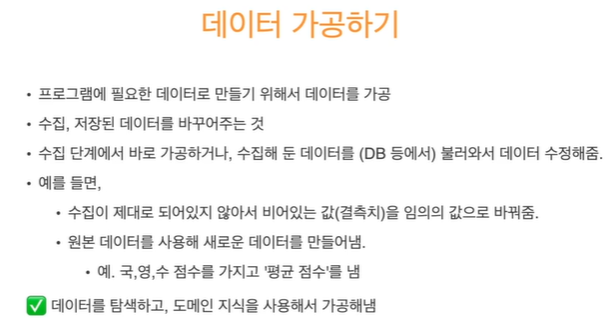 데이터 가공하기
• 프로그램에 필요한 데이터로 만들기 위해서 데이터를 가공
• 수집, 저장된 데이터를 바꾸어주는 것
• 수집 단계에서 바로 가공하거나, 수집해 둔 데이터를 (DB 등에서) 불러와서 데이터 수정해줌.
• 예를 들면,
• 수집이 제대로 되어있지 않아서 비어있는 값(결측치)을 임의의 값으로 바꿔줌.
• 원본 데이터를 사용해 새로운 데이터를 만들어냄.
• 예. 국,영,수 점수를 가지고 '평균 점수'를 냄
✅ 데이터를 탐색하고, 도메인 지식을 사용해서 가공해냄